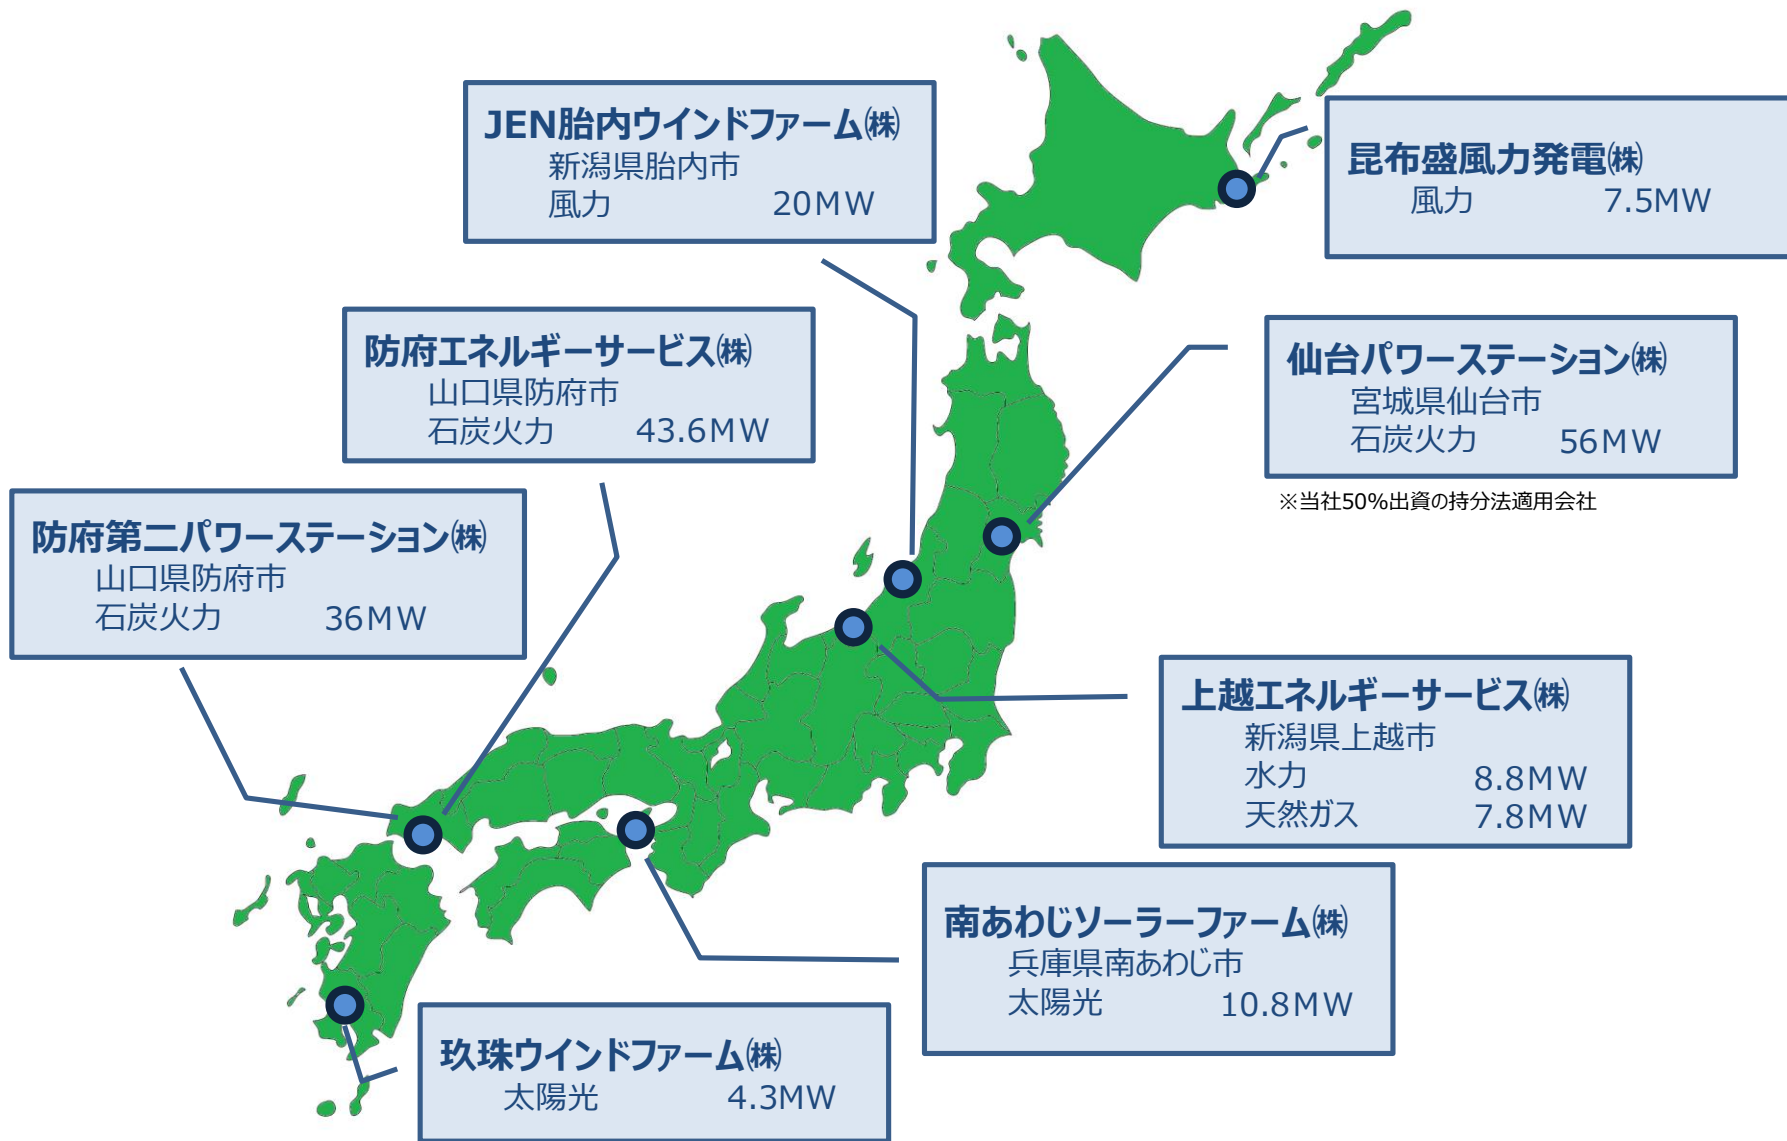 JEN胎内ウインドファーム㈱
新潟県胎内市
風力 20MW
昆布盛風力発電㈱
風力 7.5MW
防府エネルギーサービス㈱
山口県防府市
石炭火力 43.6MW
仙台パワーステーション㈱
宮城県仙台市
石炭火力 56MW
※当社50%出資の持分法適用会社
防府第二パワーステーション㈱
山口県防府市
石炭火力 36MW
上越エネルギーサービス㈱
新潟県上越市
水力 8.8MW
天然ガス 7.8MW
南あわじソーラーファーム㈱
兵庫県南あわじ市
太陽光 10.8MW
玖珠ウインドファーム㈱
太陽光 4.3MW